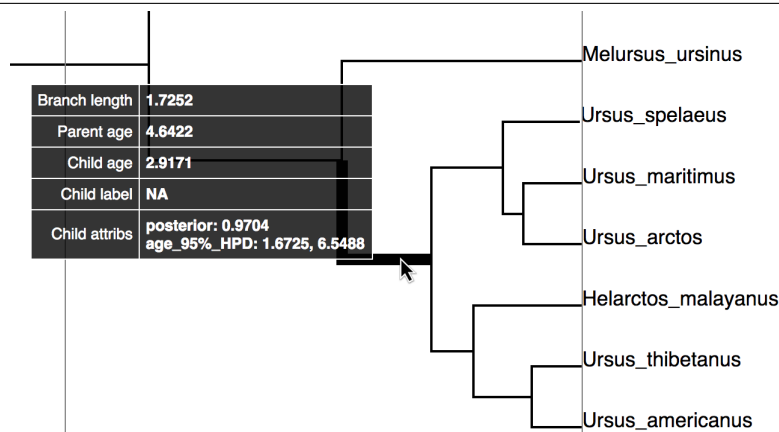 Melursus_ursinus
Branch length 1.7252
Ursus_spelaeus
Parent age 4.6422
Child age 2.9171
Ursus_maritimus
Child label NA
Child attribs posterior: 0.9704
age_95%_HPD: 1.6725, 6.5488
Ursus_arctos
Helarctos_malayanus
Ursus_thibetanus
Ursus_americanus